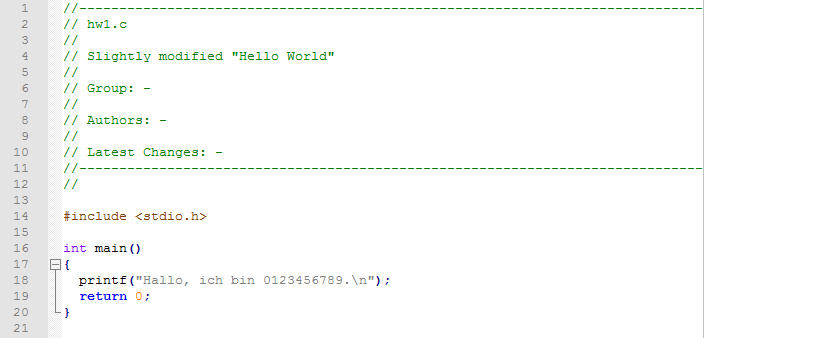 1 //------------------------------------------------------------------------------
2 // hw1.c
3 //
4 // Slightly modified "Hello World"
5 //
6 // Group: -
7 //
8 // Authors: -
9 //
10 // Latest Changes: -
11 //------------------------------------------------------------------------------
12 //
13
14 #include <stdio.h>
15
16 int main()
17 {
18   printf("Hallo, ich bin 0123456789.\n");
19   return 0;
20 }
21